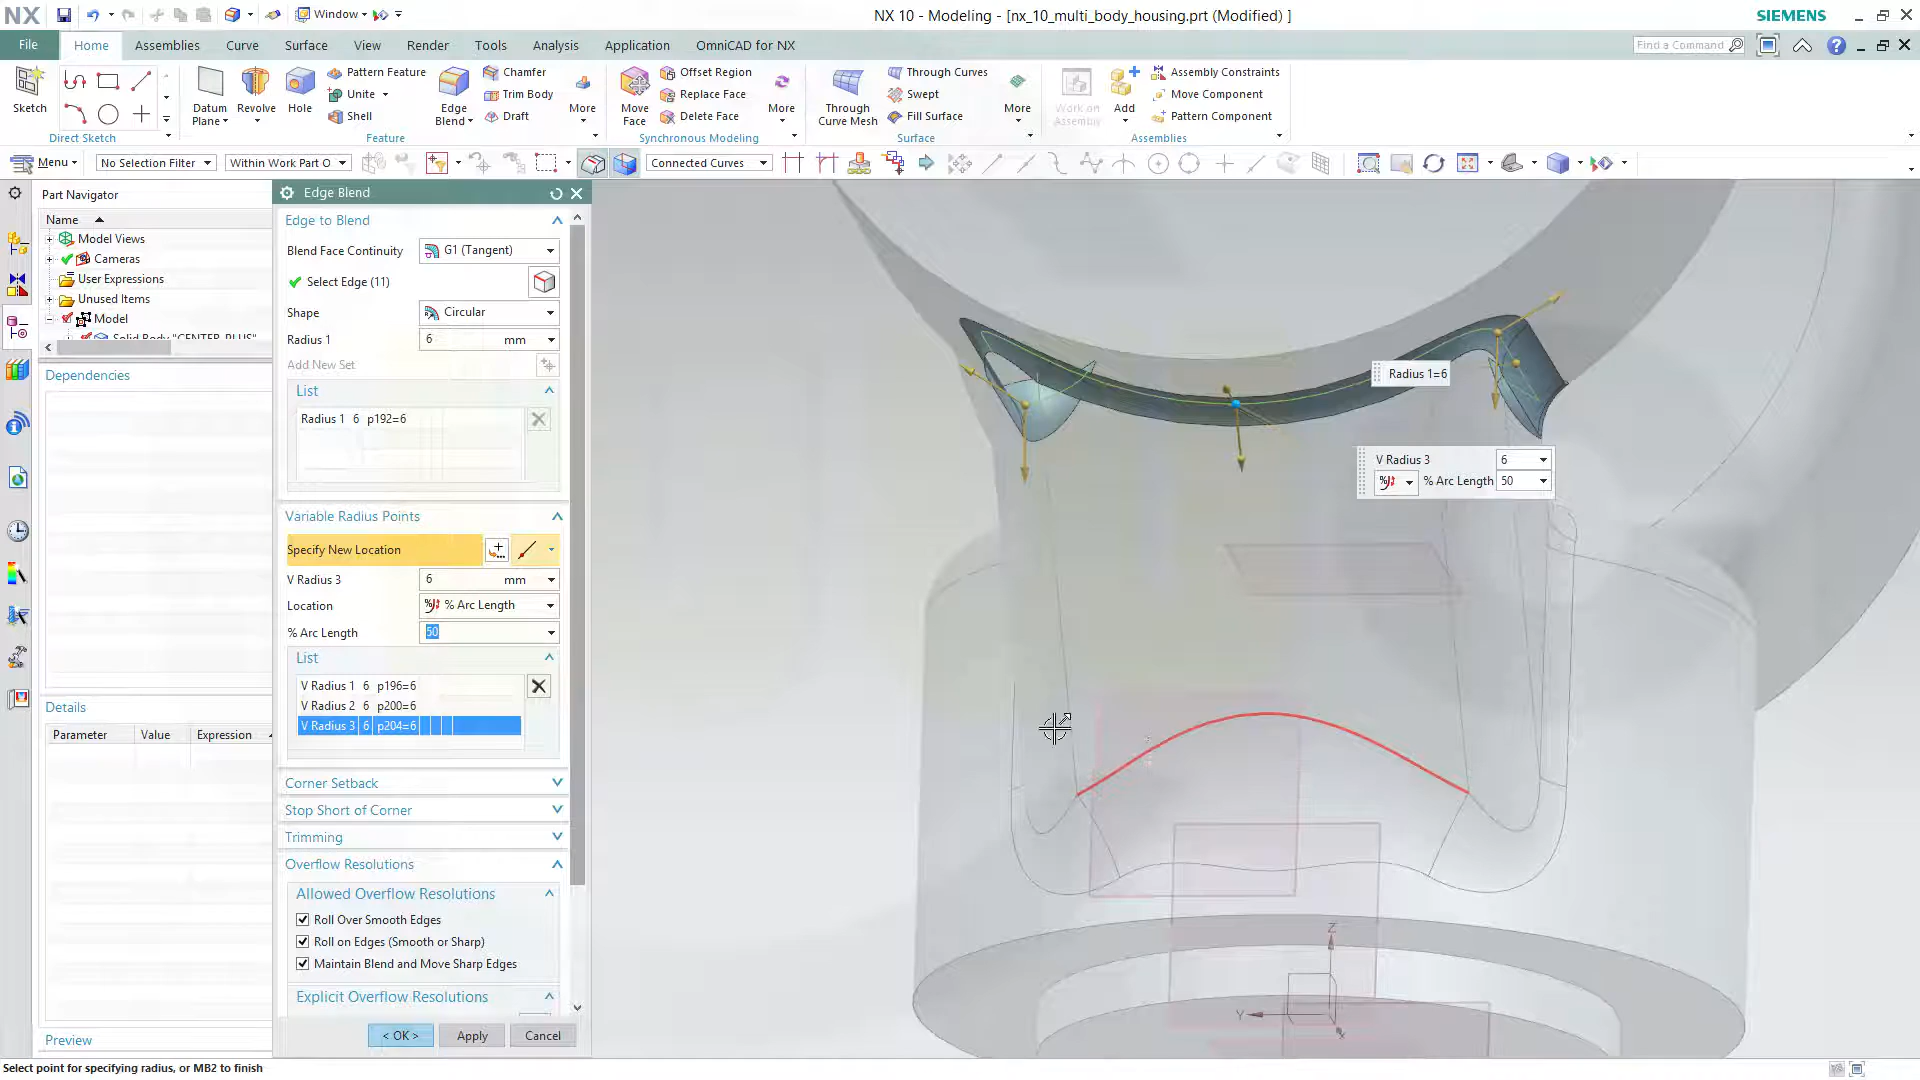 NX
Window
NX 10 - Modeling - [nx_10_multi_body_housing.prt (Modified) ]
SIEMENS
File
Home
Assemblies
Curve
Surface
View
Render
Tools
Analysis
Application
OmniCAD for NX
Find a Command
Sketch
Direct Sketch
Datum
Plane
Revolve
Hole
Pattern Feature
Unite
Shell
Edge
Blend
Chamfer
Trim Body
Draft
More
Feature
Move
Face
Offset Region
Replace Face
Delete Face
More
Synchronous Modeling
Through
Curve Mesh
Through Curves
Swept
Fill Surface
More
Surface
Work on
Assembly
Add
Assembly Constraints
Move Component
Pattern Component
Assemblies
Menu
No Selection Filter
Within Work Part O
Connected Curves
Part Navigator
Name
Model Views
Cameras
User Expressions
Unused Items
Model
Solid Body "CENTER_PLUS"
Dependencies
Details
Parameter
Value
Expression
Preview
Edge Blend
Edge to Blend
Blend Face Continuity
G1 (Tangent)
Select Edge (11)
Shape
Circular
Radius 1
6
mm
Add New Set
List
Radius 1 6 p192=6
Variable Radius Points
Specify New Location
V Radius 3
6
mm
Location
% Arc Length
% Arc Length
50
List
V Radius 1 6 p196=6
V Radius 2 6 p200=6
V Radius 3 6 p204=6
Corner Setback
Stop Short of Corner
Trimming
Overflow Resolutions
Allowed Overflow Resolutions
Roll Over Smooth Edges
Roll on Edges (Smooth or Sharp)
Maintain Blend and Move Sharp Edges
Explicit Overflow Resolutions
< OK >
Apply
Cancel
Radius 1=6
V Radius 3
6
% Arc Length
50
Z
Y
X
Select point for specifying radius, or MB2 to finish